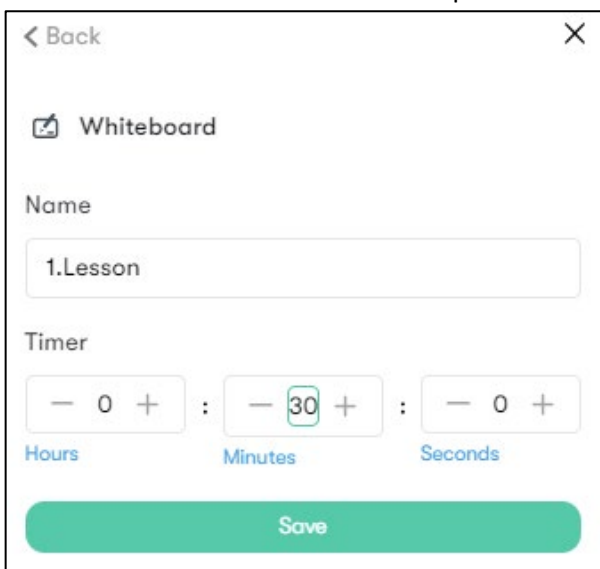 Back
Whiteboard
Name
1.Lesson
Timer
— 0 + : — 30 + : — 0 +
Hours Minutes Seconds
Save